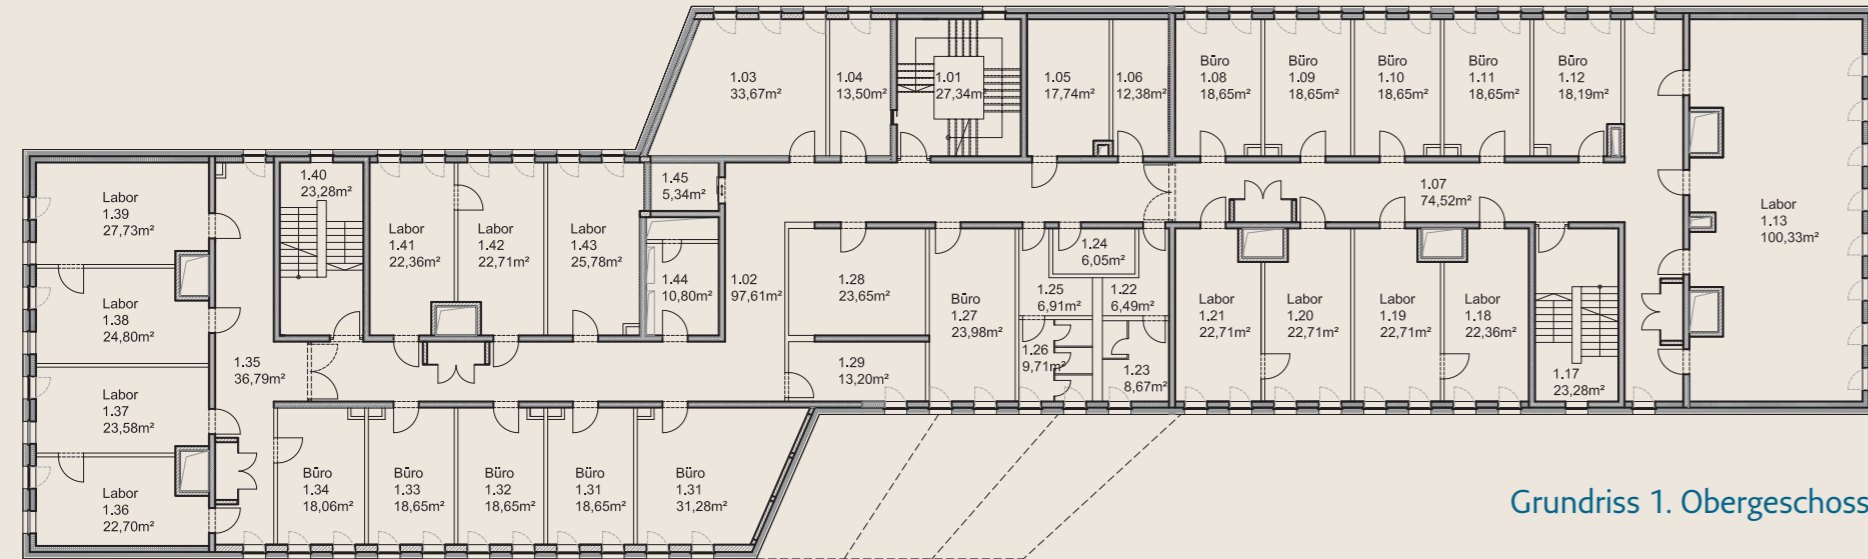 1.03
33,67m²
1.04
13,50m²
1.01
27,34m²
1.05
17,74m²
1.06
12,38m²
Büro
1.08
18,65m²
Büro
1.09
18,65m²
Büro
1.10
18,65m²
Büro
1.11
18,65m²
Büro
1.12
18,19m²
Labor
1.39
27,73m²
1.40
23,28m²
Labor
1.41
22,36m²
Labor
1.42
22,71m²
Labor
1.43
25,78m²
1.45
5,34m²
1.07
74,52m²
Labor
1.13
100,33m²
1.44
10,80m²
1.02
97,61m²
1.28
23,65m²
Büro
1.27
23,98m²
1.24
6,05m²
1.25
6,91m²
1.22
6,49m²
Labor
1.21
22,71m²
Labor
1.20
22,71m²
Labor
1.19
22,71m²
Labor
1.18
22,36m²
Labor
1.38
24,80m²
1.35
36,79m²
1.29
13,20m²
1.26
9,71m²
1.23
8,67m²
1.17
23,28m²
Labor
1.37
23,58m²
Labor
1.36
22,70m²
Büro
1.34
18,06m²
Büro
1.33
18,65m²
Büro
1.32
18,65m²
Büro
1.31
18,65m²
Büro
1.31
31,28m²
Grundriss 1. Obergeschoss